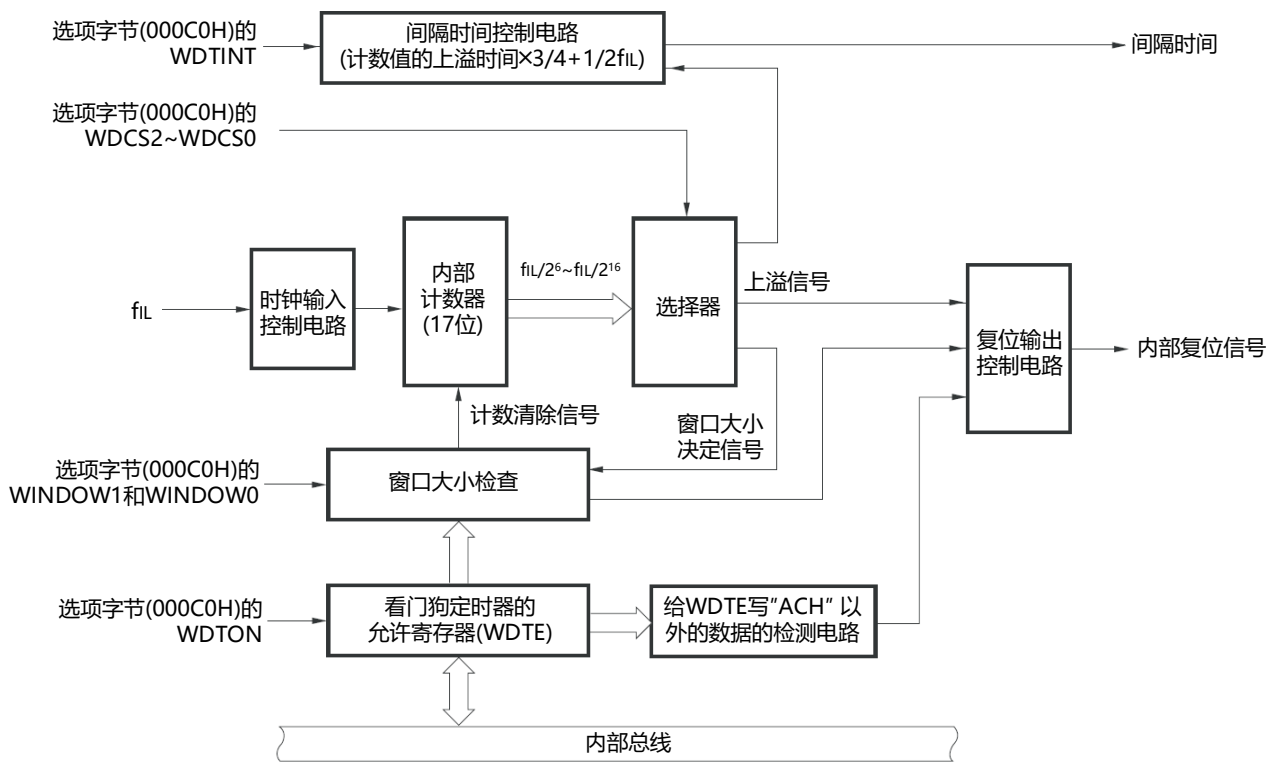 选项字节(000C0H)的
WDTINT
间隔时间控制电路
(计数值的上溢时间×3/4+1/2fIL)
间隔时间
选项字节(000C0H)的
WDCS2~WDCS0
fIL
时钟输入
控制电路
内部
计数器
(17位)
fIL/2⁶~fIL/2¹⁶
选择器
上溢信号
复位输出
控制电路
内部复位信号
计数清除信号
窗口大小
决定信号
选项字节(000C0H)的
WINDOW1和WINDOW0
窗口大小检查
选项字节(000C0H)的
WDTON
看门狗定时器的
允许寄存器(WDTE)
给WDTE写"ACH" 以
外的数据的检测电路
内部总线